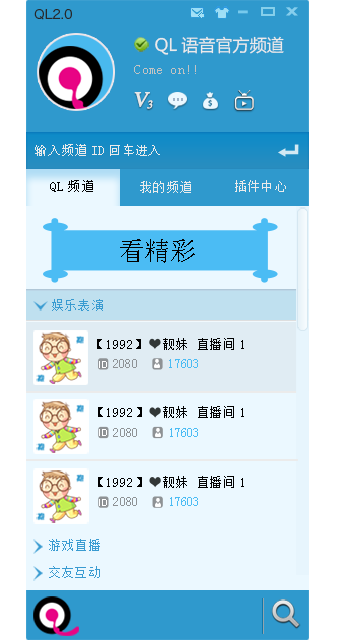 QL2.0
QL 语音官方频道
Come on!!
V3
输入频道 ID 回车进入
QL 频道 我的频道 插件中心
看精彩
娱乐表演
【1992】❤靓妹 直播间 1
ID 2080 17603
【1992】❤靓妹 直播间 1
ID 2080 17603
【1992】❤靓妹 直播间 1
ID 2080 17603
游戏直播
交友互动